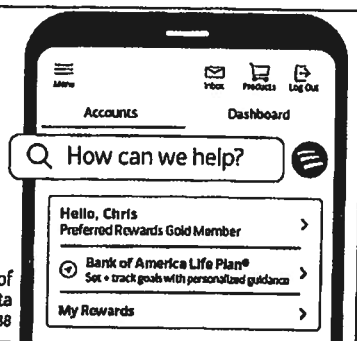 Menu
Inbox Products Log Out
Accounts Dashboard
How can we help?
Hello, Chris
Preferred Rewards Gold Member
Bank of America Life Plan®
Set + track goals with personalized guidance
My Rewards
of
ta
38